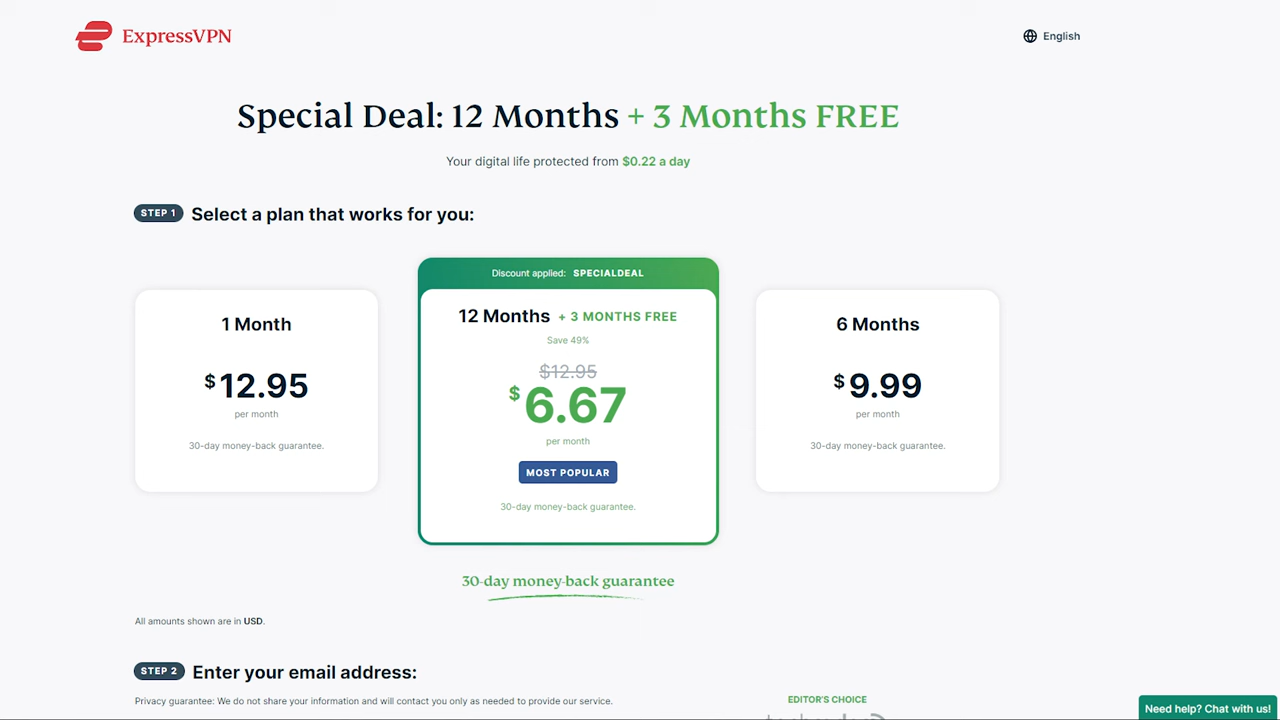 ExpressVPN
English
Special Deal: 12 Months + 3 Months FREE
Your digital life protected from $0.22 a day
STEP 1 Select a plan that works for you:
Discount applied: SPECIALDEAL
1 Month
$12.95
per month
30-day money-back guarantee.
12 Months + 3 MONTHS FREE
Save 49%
$12.95
$6.67
per month
MOST POPULAR
30-day money-back guarantee.
6 Months
$9.99
per month
30-day money-back guarantee.
30-day money-back guarantee
All amounts shown are in USD.
STEP 2 Enter your email address:
Privacy guarantee: We do not share your information and will contact you only as needed to provide our service.
EDITOR'S CHOICE
Need help? Chat with us!